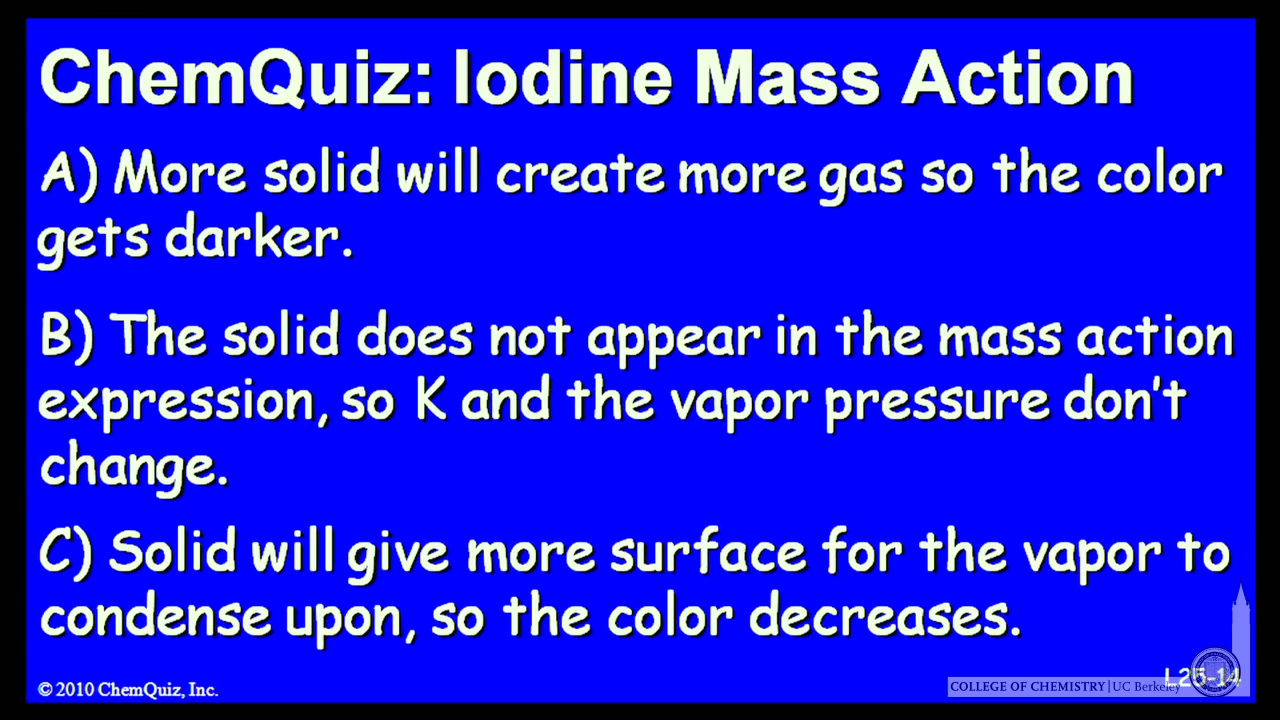 ChemQuiz: Iodine Mass Action
A) More solid will create more gas so the color
gets darker.
B) The solid does not appear in the mass action
expression, so K and the vapor pressure don't
change.
C) Solid will give more surface for the vapor to
condense upon, so the color decreases.
© 2010 ChemQuiz, Inc.
L25-14
COLLEGE OF CHEMISTRY | UC Berkeley